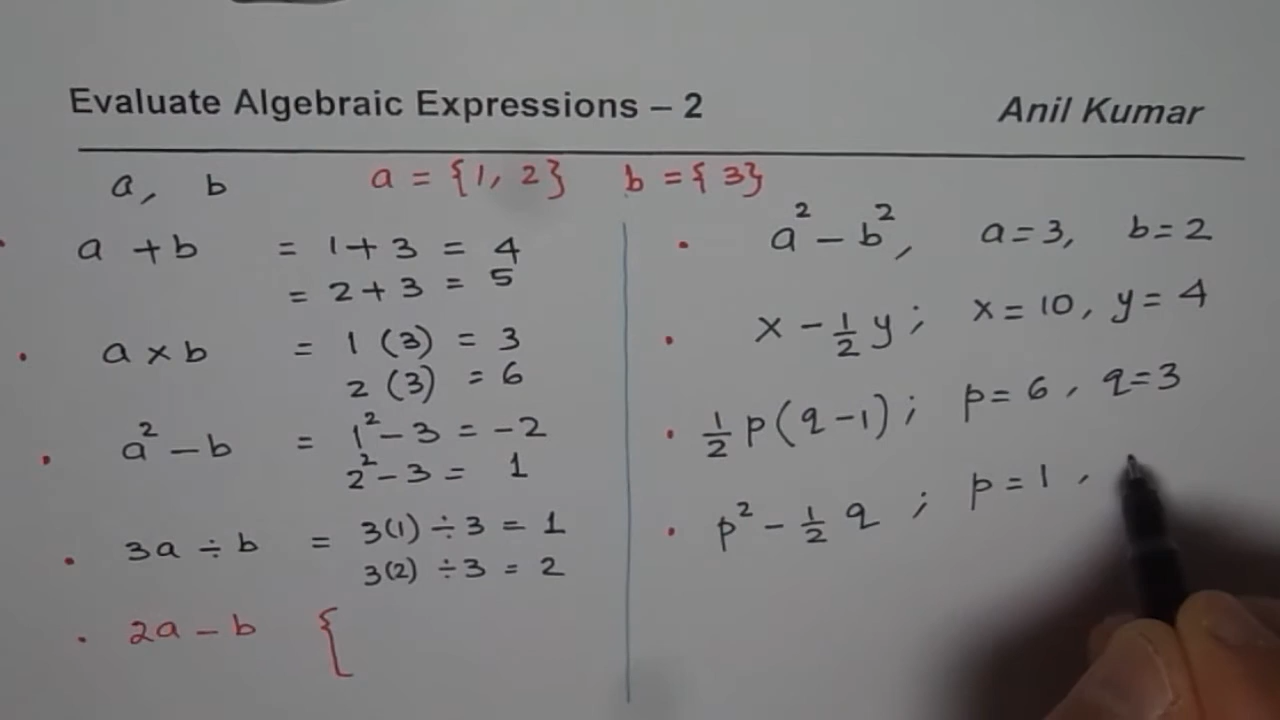 Evaluate Algebraic Expressions – 2 Anil Kumar
a, b a = {1, 2} b = {3}
a + b = 1 + 3 = 4
= 2 + 3 = 5
a × b = 1 (3) = 3
2 (3) = 6
a² − b = 1² − 3 = −2
2² − 3 = 1
3a ÷ b = 3(1) ÷ 3 = 1
3(2) ÷ 3 = 2
2a − b {
a² − b², a = 3, b = 2
x − 1/2 y ; x = 10, y = 4
1/2 p (q − 1) ; p = 6, q = 3
p² − 1/2 q ; p = 1,